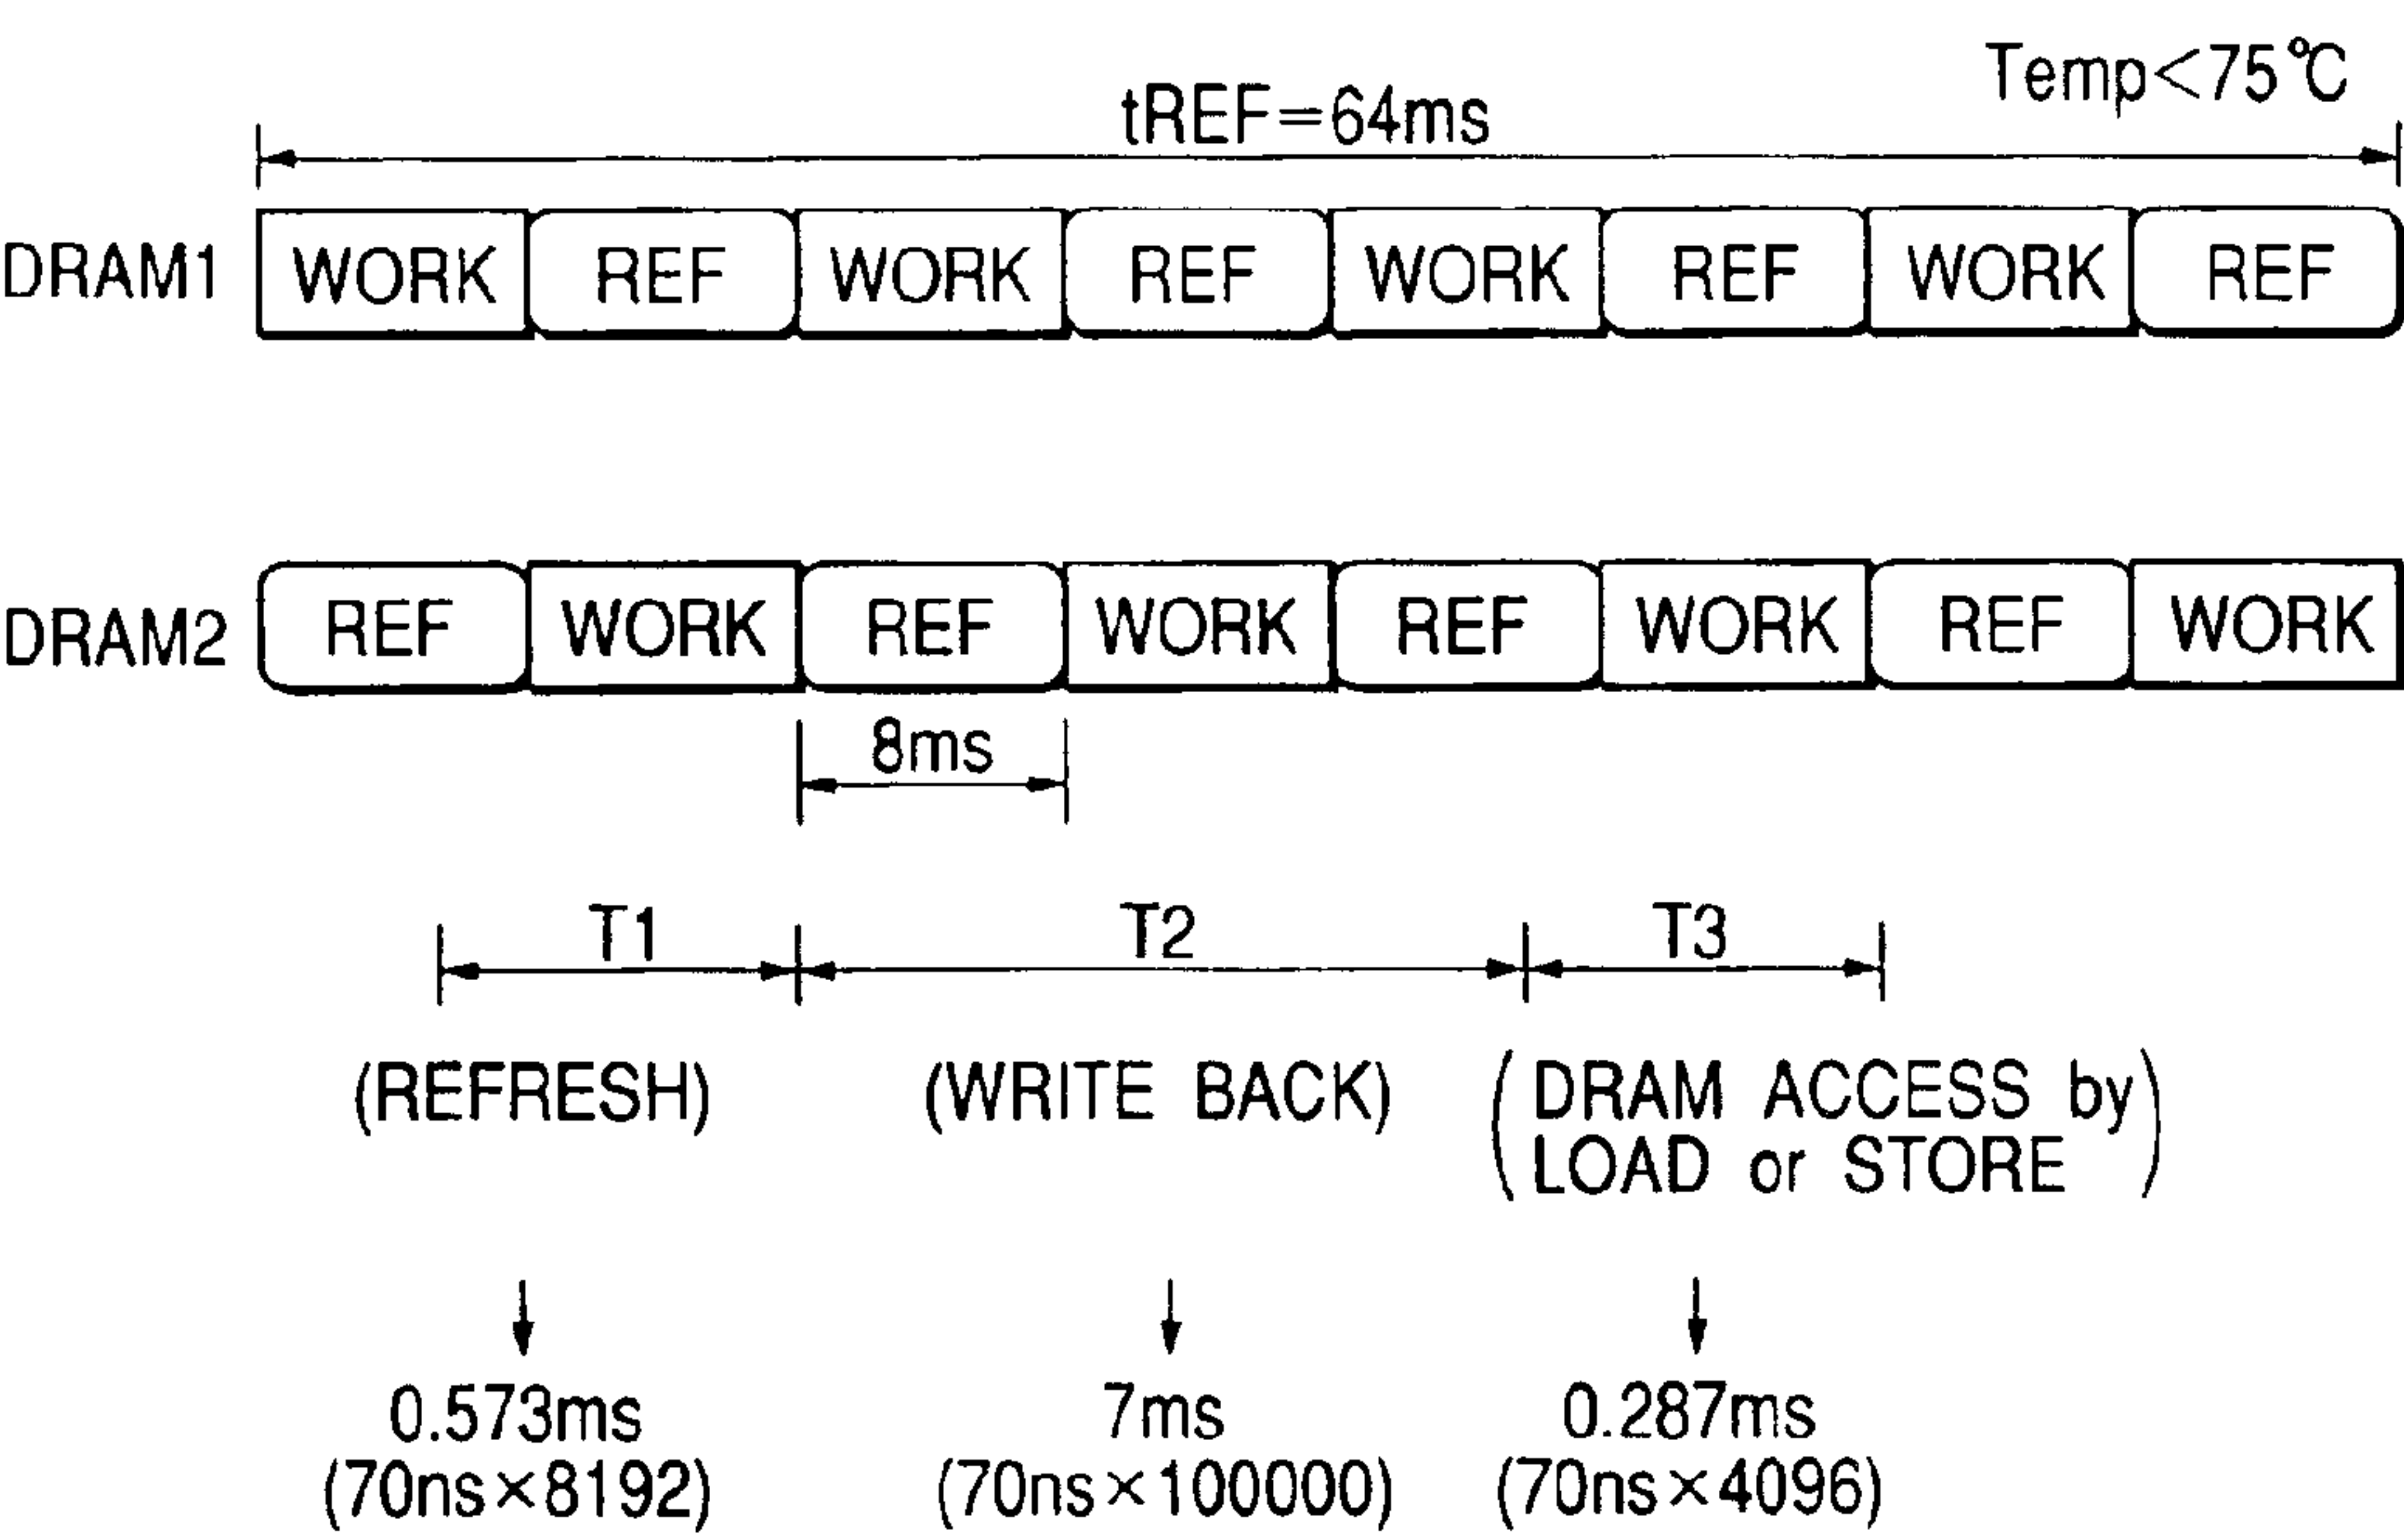 Temp<75℃
tREF=64ms
DRAM1 WORK REF WORK REF WORK REF WORK REF
DRAM2 REF WORK REF WORK REF WORK REF WORK
8ms
T1 T2 T3
(REFRESH) (WRITE BACK) (DRAM ACCESS by
LOAD or STORE)
0.573ms 7ms 0.287ms
(70ns×8192) (70ns×100000) (70ns×4096)